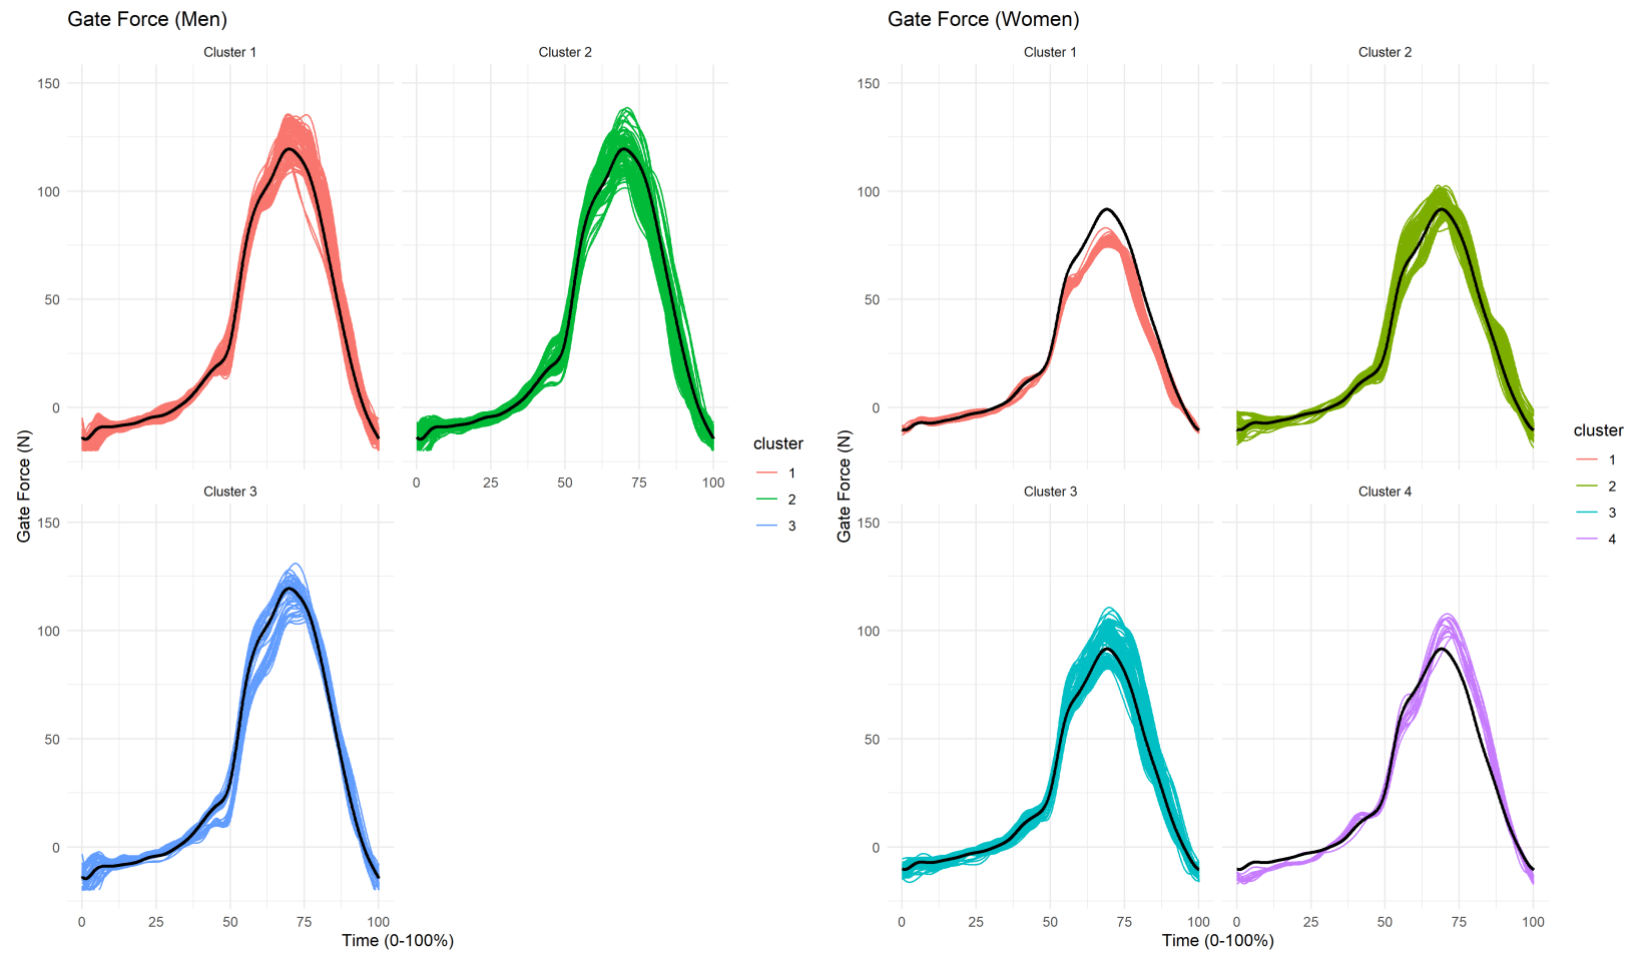 Gate Force (Men)
Cluster 1
Cluster 2
150
100
50
0
0
25
50
75
100
Cluster 3
150
100
50
0
0
25
50
75
100
Gate Force (N)
Time (0-100%)
cluster
1
2
3
Gate Force (Women)
Cluster 1
Cluster 2
150
100
50
0
Cluster 3
Cluster 4
150
100
50
0
0
25
50
75
100
0
25
50
75
100
Gate Force (N)
Time (0-100%)
cluster
1
2
3
4